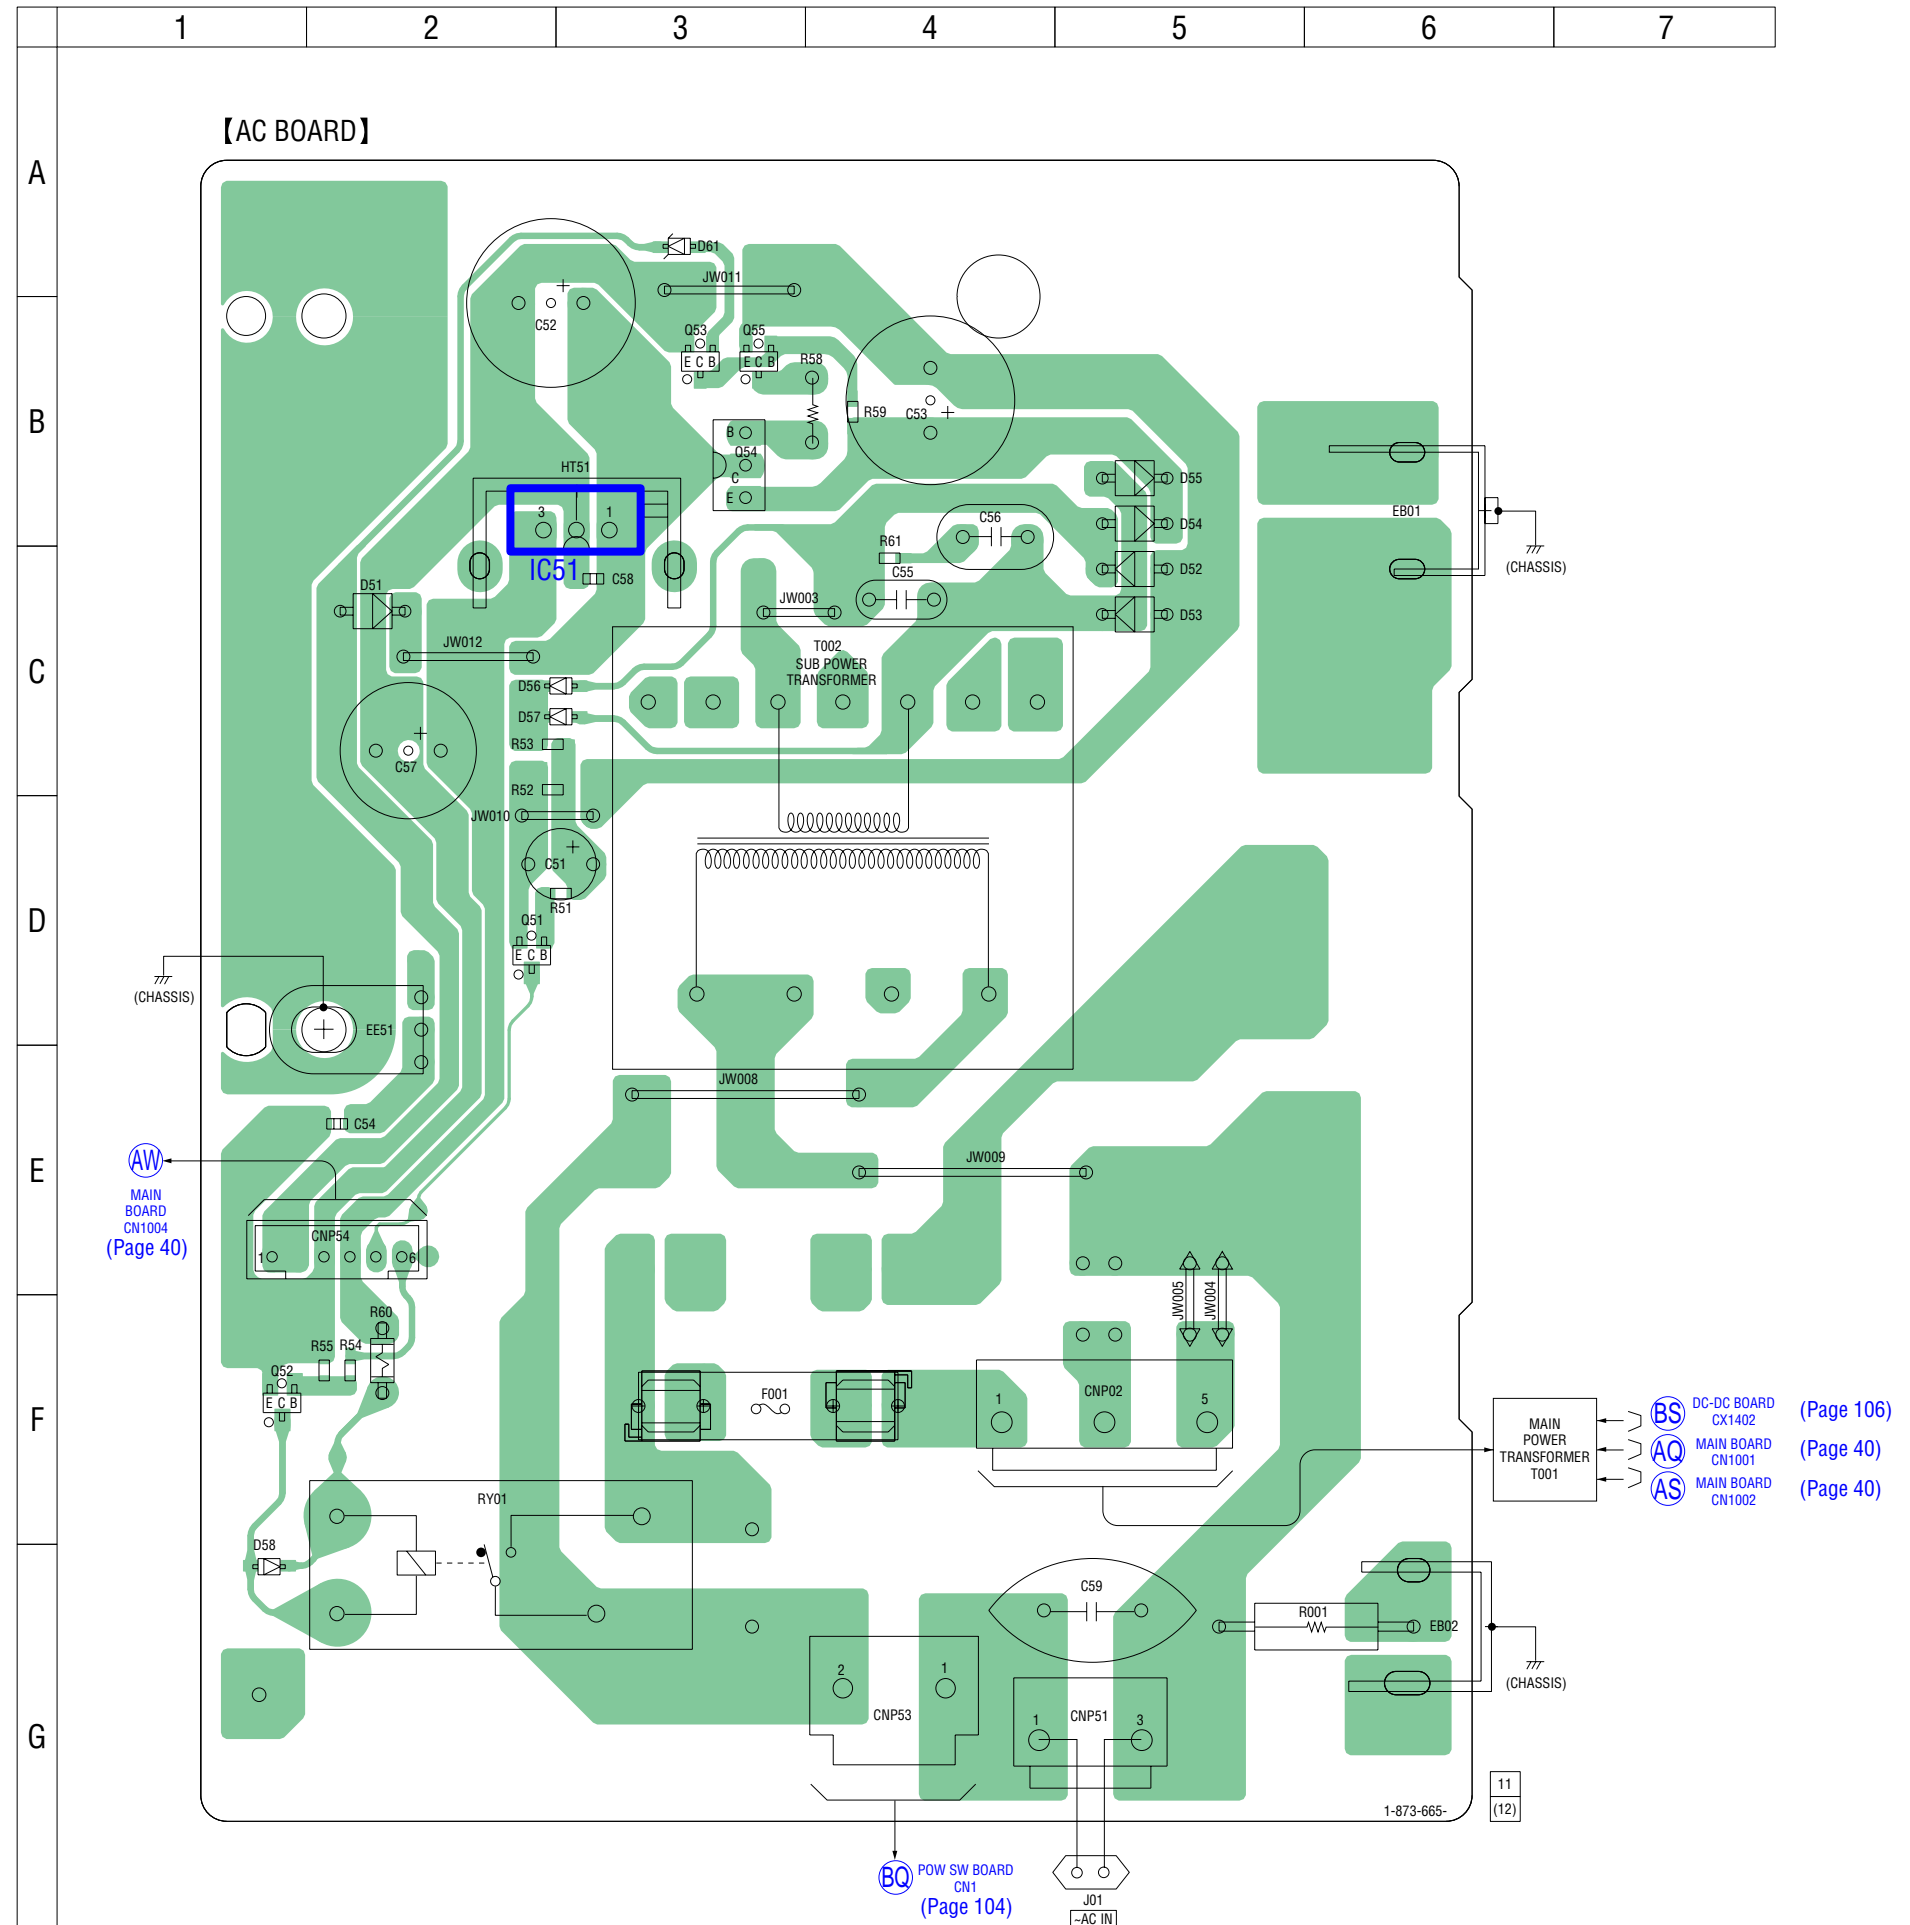 1 2 3 4 5 6 7
【AC BOARD】
A
D61
JW011
C52
Q53 Q55
E C B E C B
R58
R59 C53
B
B
Q54
C
E
HT51
3 1
IC51
C58
C56
R61
C55
D55
D54
D52
D53
EB01
(CHASSIS)
D51
JW003
JW012
T002
SUB POWER
TRANSFORMER
C
D56
D57
R53
C57
R52
JW010
C51
R51
D
Q51
E C B
(CHASSIS)
EE51
JW008
C54
AW
MAIN
BOARD
CN1004
(Page 40)
E
JW009
CNP54
1 6
JW005
JW004
R60
R55 R54
Q52
E C B
F001
1 CNP02 5
F
MAIN
POWER
TRANSFORMER
T001
BS DC-DC BOARD
CX1402
(Page 106)
AQ MAIN BOARD
CN1001
(Page 40)
AS MAIN BOARD
CN1002
(Page 40)
RY01
D58
C59
R001
EB02
(CHASSIS)
2 1
CNP53
1 CNP51 3
G
11
(12)
1-873-665-
BQ POW SW BOARD
CN1
(Page 104)
J01
~AC IN